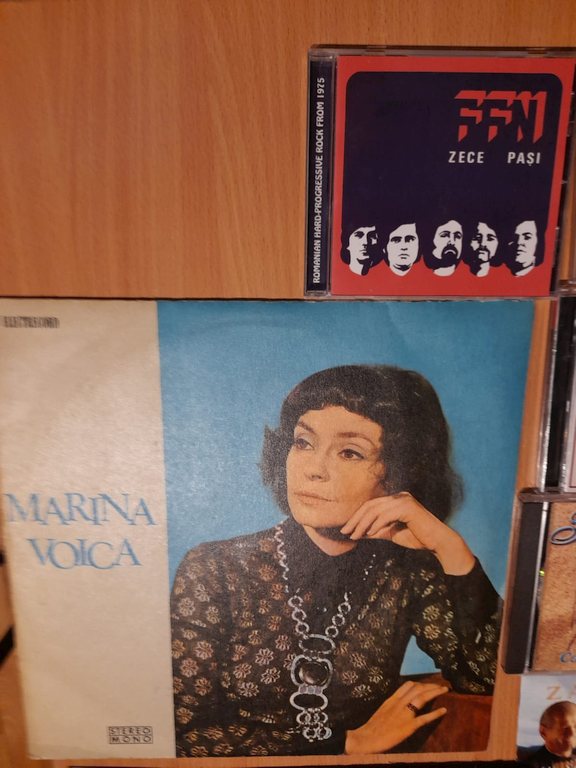 ROMANIAN HARD-PROGRESSIVE ROCK FROM 1975
FFN
ZECE PAȘI
ELECTRECORD
MARINA
VOICA
STEREO
MONO